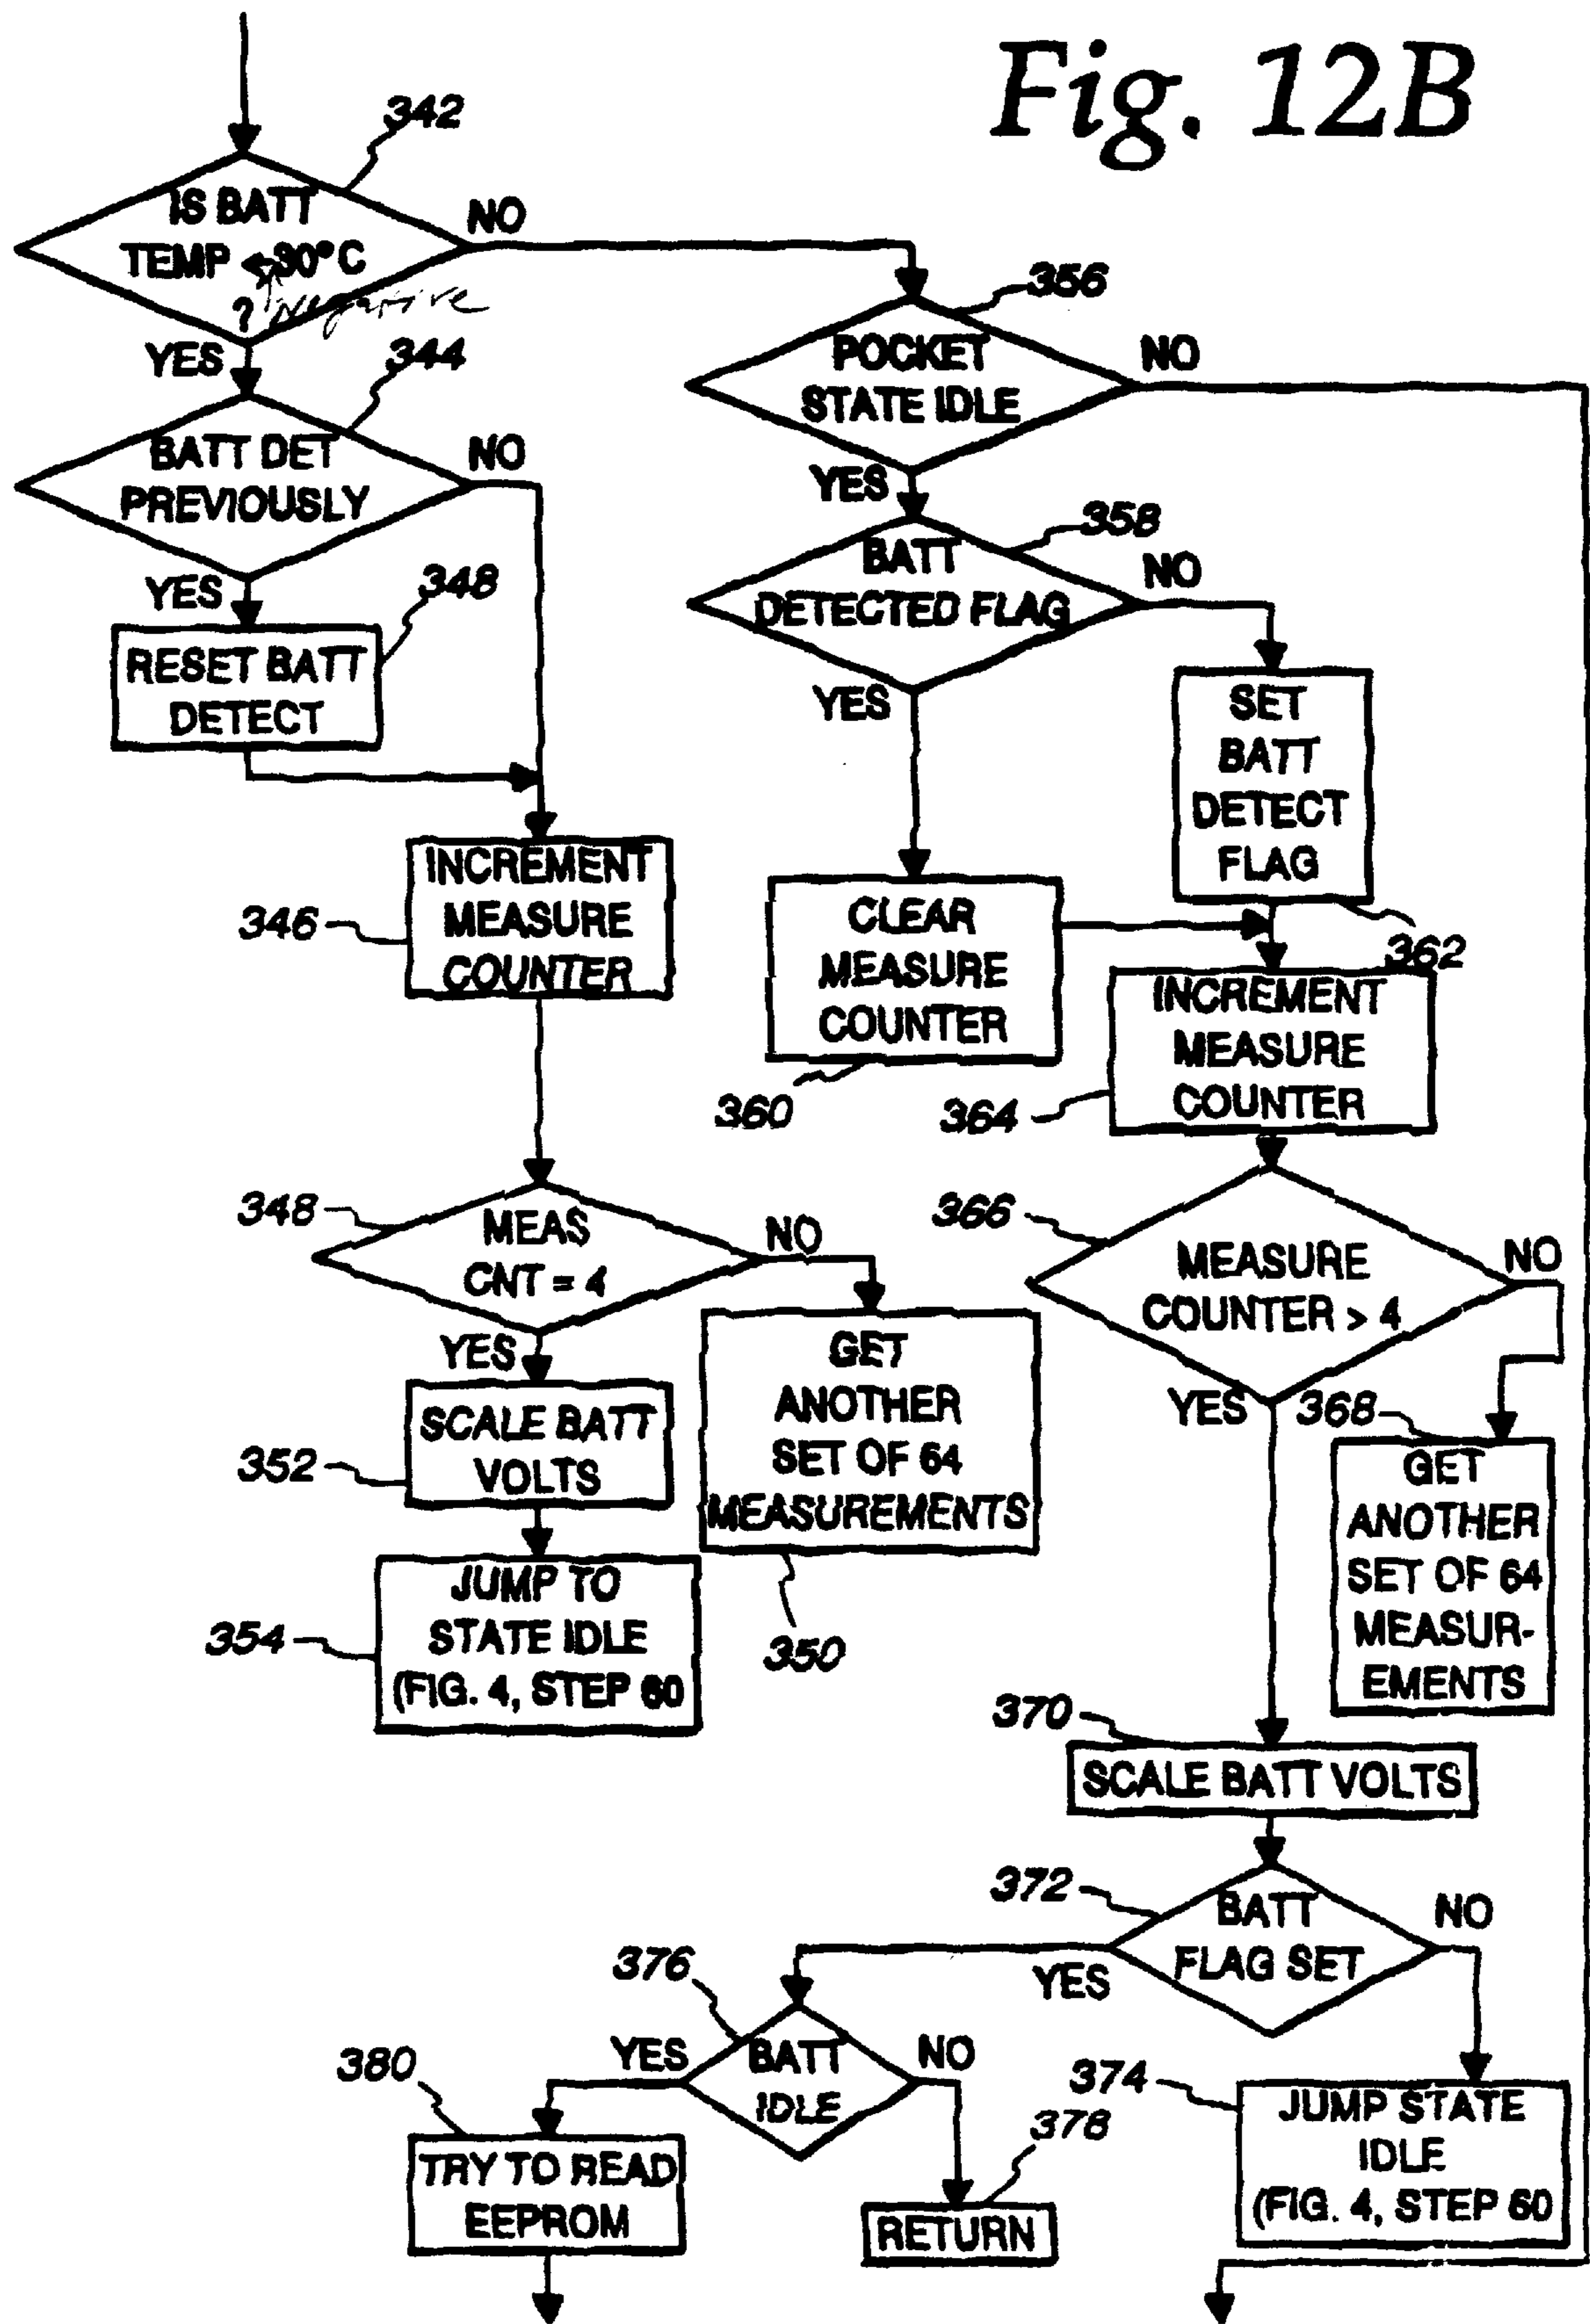 Fig. 12B
342
IS BATT
TEMP <-30°C
?
Negative
NO
YES
344
BATT DET
PREVIOUSLY
NO
YES
348
RESET BATT
DETECT
346
INCREMENT
MEASURE
COUNTER
348
MEAS
CNT = 4
NO
YES
352
SCALE BATT
VOLTS
GET
ANOTHER
SET OF 64
MEASUREMENTS
350
354
JUMP TO
STATE IDLE
(FIG. 4, STEP 60
356
POCKET
STATE IDLE
NO
YES
358
BATT
DETECTED FLAG
NO
YES
SET
BATT
DETECT
FLAG
362
CLEAR
MEASURE
COUNTER
360
364
INCREMENT
MEASURE
COUNTER
366
MEASURE
COUNTER > 4
NO
YES
368
GET
ANOTHER
SET OF 64
MEASUR-
EMENTS
370
SCALE BATT VOLTS
372
BATT
FLAG SET
NO
YES
374
JUMP STATE
IDLE
(FIG. 4, STEP 60
376
BATT
IDLE
YES
NO
378
RETURN
380
TRY TO READ
EEPROM